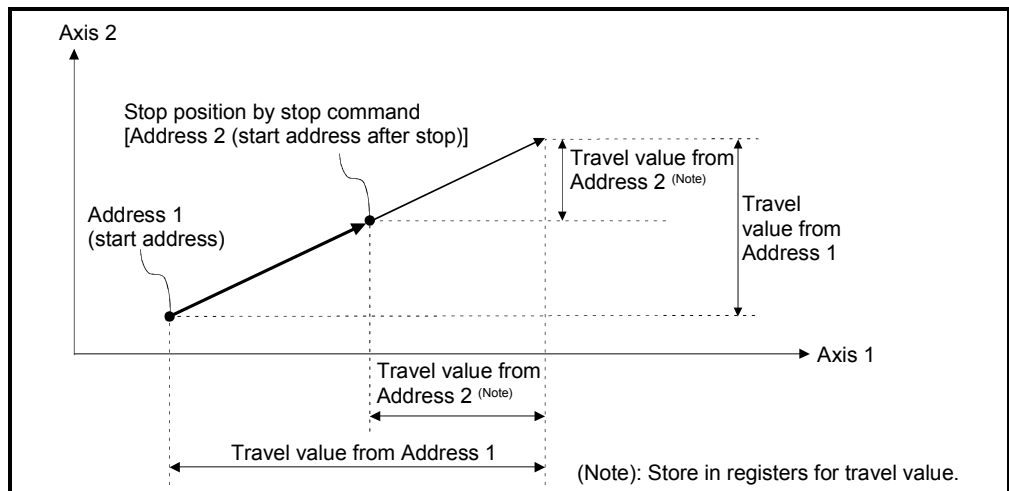 Axis 2
Stop position by stop command
[Address 2 (start address after stop)]
Travel value from
Address 2 (Note)
Address 1
(start address)
Travel
value from
Address 1
Axis 1
Travel value from
Address 2 (Note)
Travel value from Address 1
(Note): Store in registers for travel value.